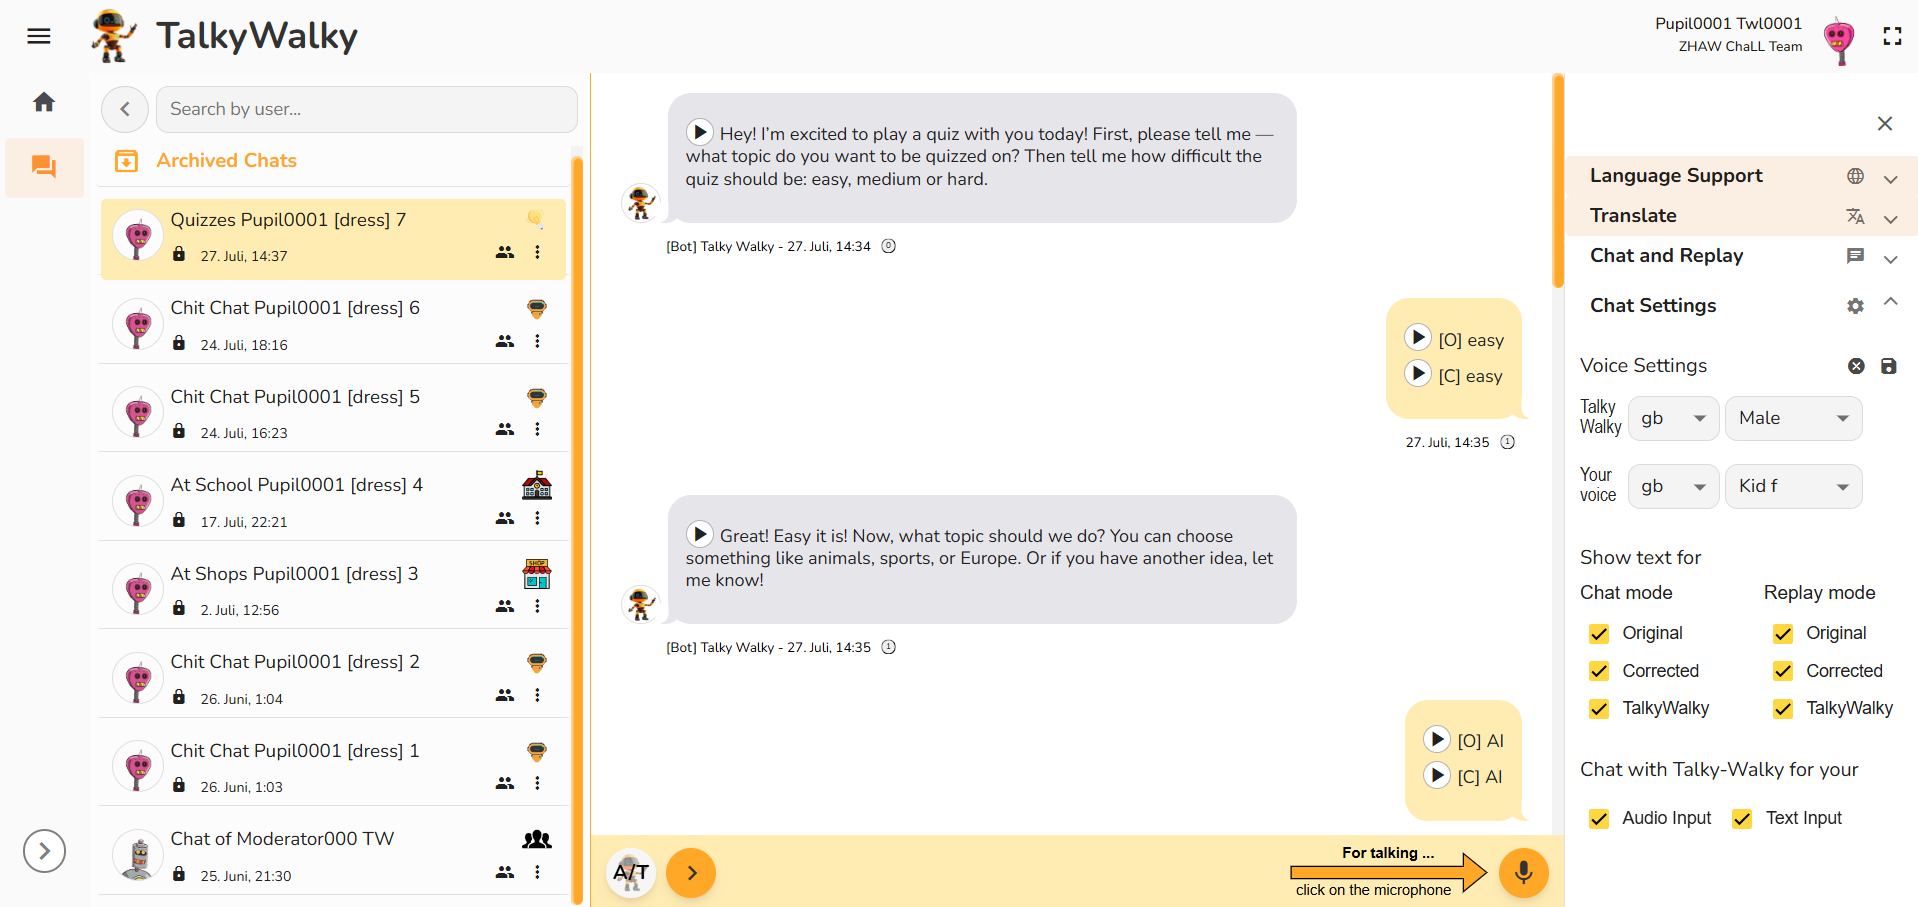 TalkyWalky
Pupil0001 Twl0001
ZHAW ChaLL Team
Search by user...
Archived Chats
Quizzes Pupil0001 [dress] 7
27. Juli, 14:37
Chit Chat Pupil0001 [dress] 6
24. Juli, 18:16
Chit Chat Pupil0001 [dress] 5
24. Juli, 16:23
At School Pupil0001 [dress] 4
17. Juli, 22:21
At Shops Pupil0001 [dress] 3
SHOP
2. Juli, 12:56
Chit Chat Pupil0001 [dress] 2
26. Juni, 1:04
Chit Chat Pupil0001 [dress] 1
26. Juni, 1:03
Chat of Moderator000 TW
25. Juni, 21:30
Hey! I'm excited to play a quiz with you today! First, please tell me —
what topic do you want to be quizzed on? Then tell me how difficult the
quiz should be: easy, medium or hard.
[Bot] Talky Walky - 27. Juli, 14:34 0
[O] easy
[C] easy
27. Juli, 14:35 1
Great! Easy it is! Now, what topic should we do? You can choose
something like animals, sports, or Europe. Or if you have another idea, let
me know!
[Bot] Talky Walky - 27. Juli, 14:35 1
[O] AI
[C] AI
A/T
For talking ...
click on the microphone
Language Support
Translate
Chat and Replay
Chat Settings
Voice Settings
Talky
Walky
gb
Male
Your
voice
gb
Kid f
Show text for
Chat mode
Replay mode
Original
Original
Corrected
Corrected
TalkyWalky
TalkyWalky
Chat with Talky-Walky for your
Audio Input
Text Input